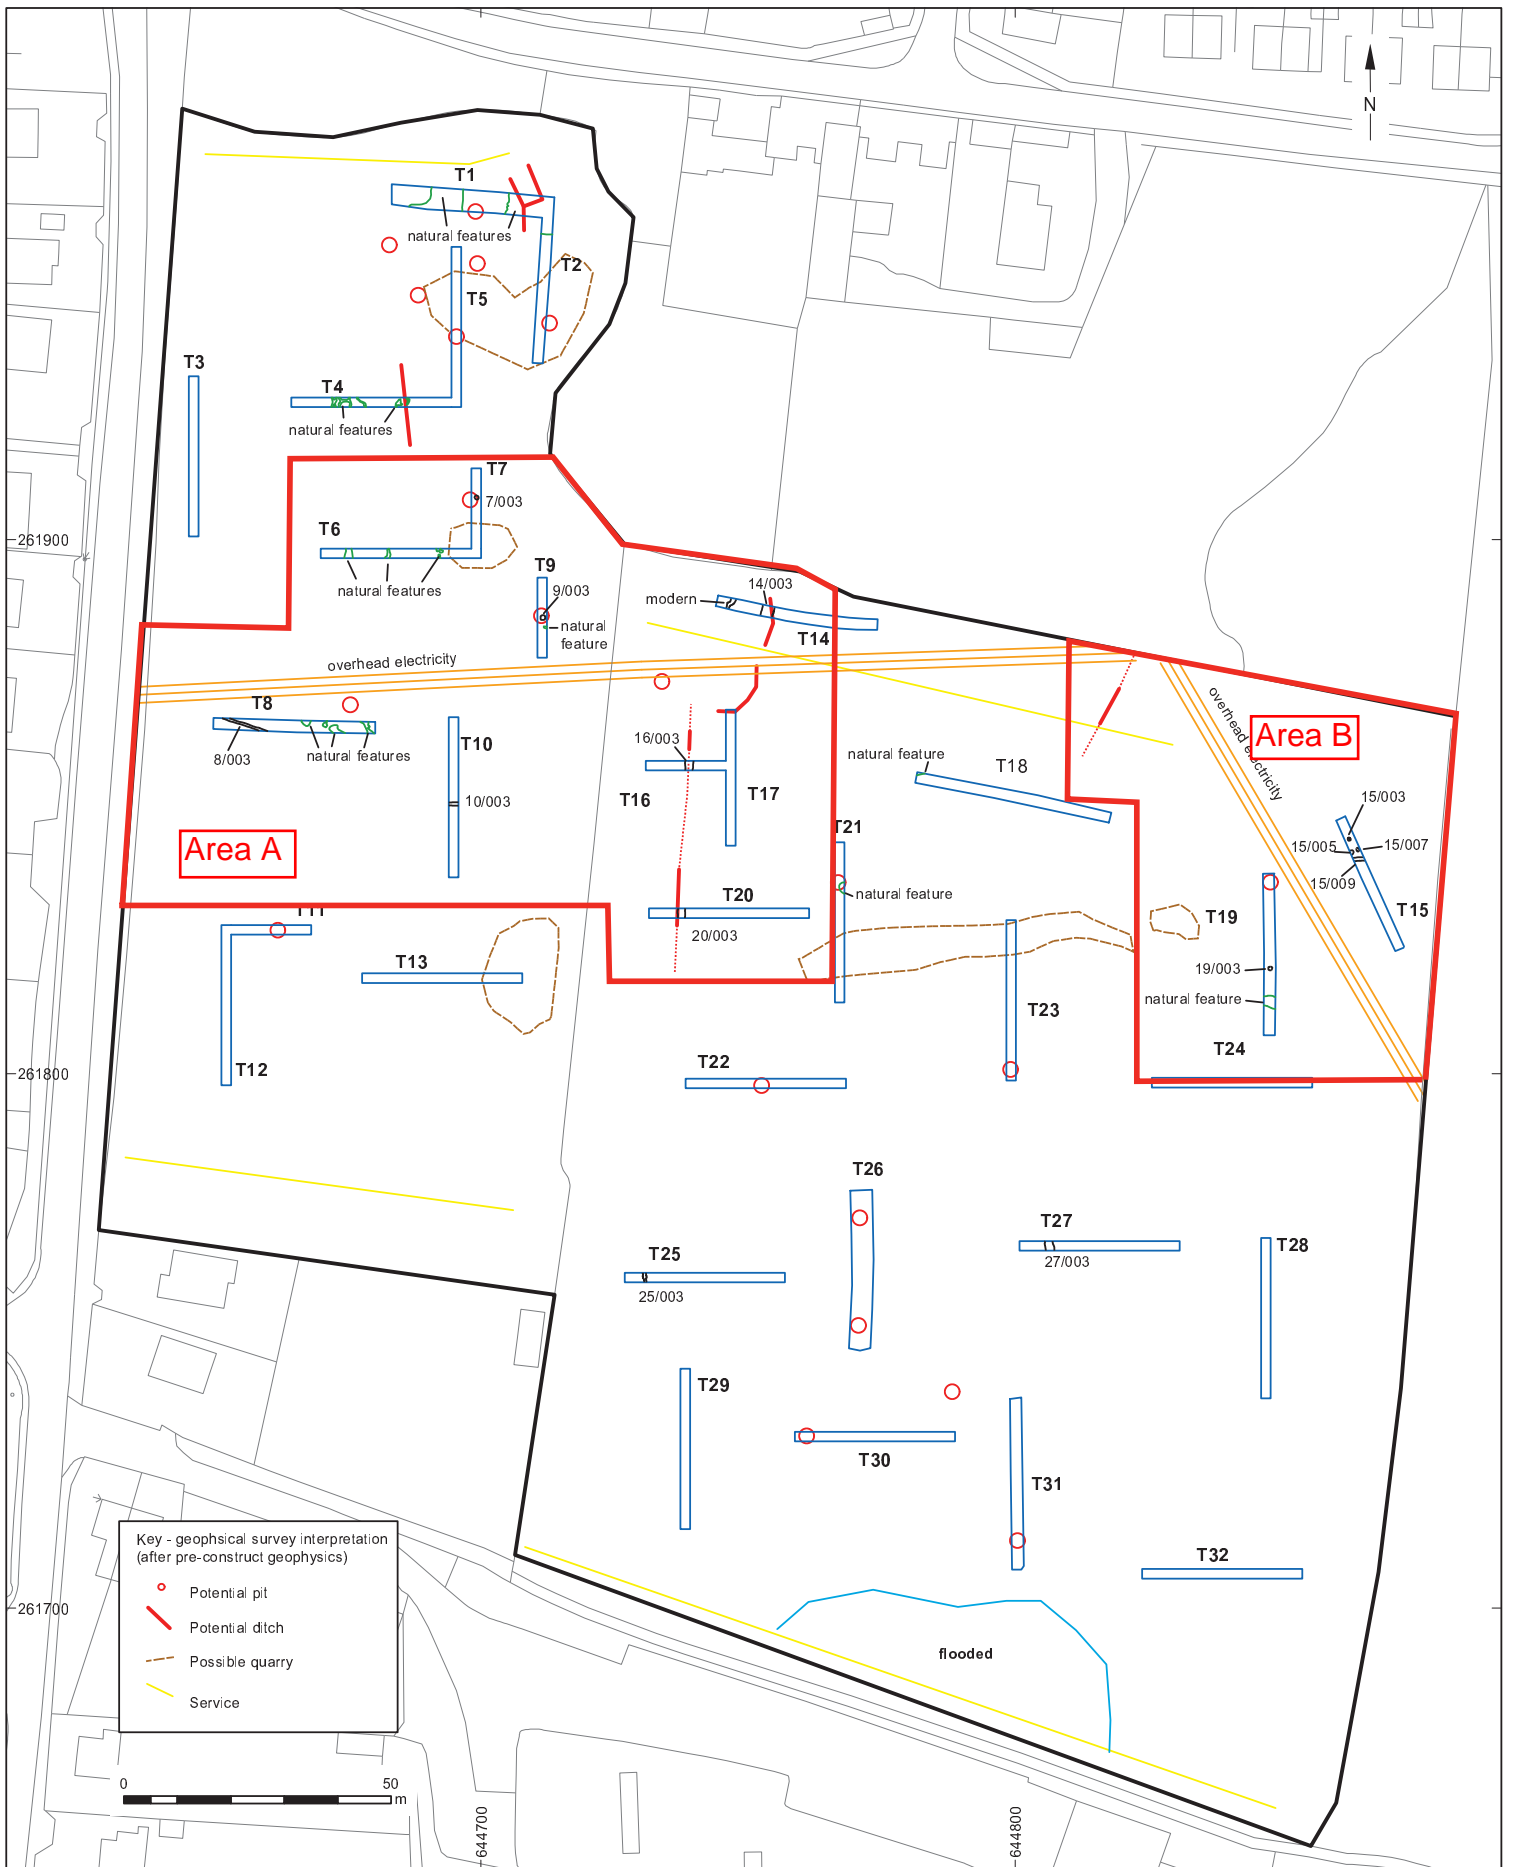 N
T1
natural features
T2
T5
T3
T4
natural features
T7
7/003
T6
natural features
261900
T9
9/003
natural
feature
modern
14/003
T14
overhead electricity
overhead electricity
Area B
T8
8/003
natural features
T10
10/003
16/003
T16
T17
natural feature
T18
15/003
15/005
15/007
15/009
T15
Area A
T21
natural feature
T20
20/003
T19
19/003
natural feature
T11
T13
T23
T24
T12
261800
T22
T26
T25
25/003
T27
27/003
T28
T29
T30
T31
T32
261700
flooded
Key - geophsical survey interpretation
(after pre-construct geophysics)
Potential pit
Potential ditch
Possible quarry
Service
0 50
m
644700
644800